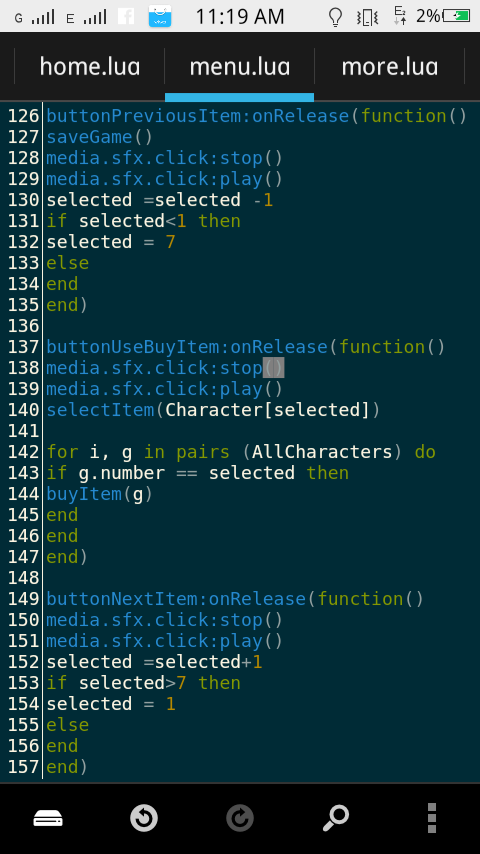 G E 11:19 AM E₂ 2%
home.lua menu.lua more.lua
126 buttonPreviousItem:onRelease(function()
127 saveGame()
128 media.sfx.click:stop()
129 media.sfx.click:play()
130 selected =selected -1
131 if selected<1 then
132 selected = 7
133 else
134 end
135 end)
136
137 buttonUseBuyItem:onRelease(function()
138 media.sfx.click:stop()
139 media.sfx.click:play()
140 selectItem(Character[selected])
141
142 for i, g in pairs (AllCharacters) do
143 if g.number == selected then
144 buyItem(g)
145 end
146 end
147 end)
148
149 buttonNextItem:onRelease(function()
150 media.sfx.click:stop()
151 media.sfx.click:play()
152 selected =selected+1
153 if selected>7 then
154 selected = 1
155 else
156 end
157 end)